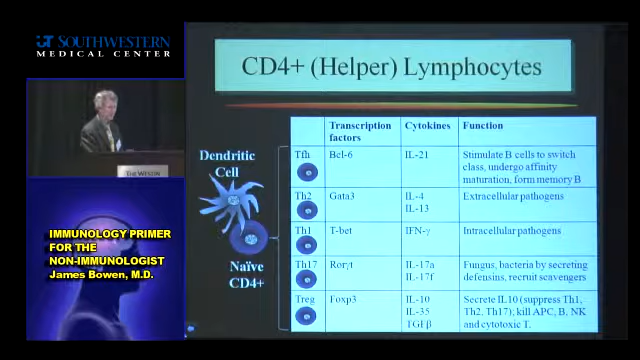 UT SOUTHWESTERN
MEDICAL CENTER
THE WESTIN
IMMUNOLOGY PRIMER
FOR THE
NON-IMMUNOLOGIST
James Bowen, M.D.
CD4+ (Helper) Lymphocytes
Dendritic
Cell
Naïve
CD4+
Transcription
factors
Cytokines
Function
Tfh
Bcl-6
IL-21
Stimulate B cells to switch
class, undergo affinity
maturation, form memory B
Th2
Gata3
IL-4
IL-13
Extracellular pathogens
Th1
T-bet
IFN-γ
Intracellular pathogens
Th17
Rorγt
IL-17a
IL-17f
Fungus, bacteria by secreting
defensins, recruit scavengers
Treg
Foxp3
IL-10
IL-35
TGFβ
Secrete IL10 (suppress Th1,
Th2, Th17); kill APC, B, NK
and cytotoxic T.